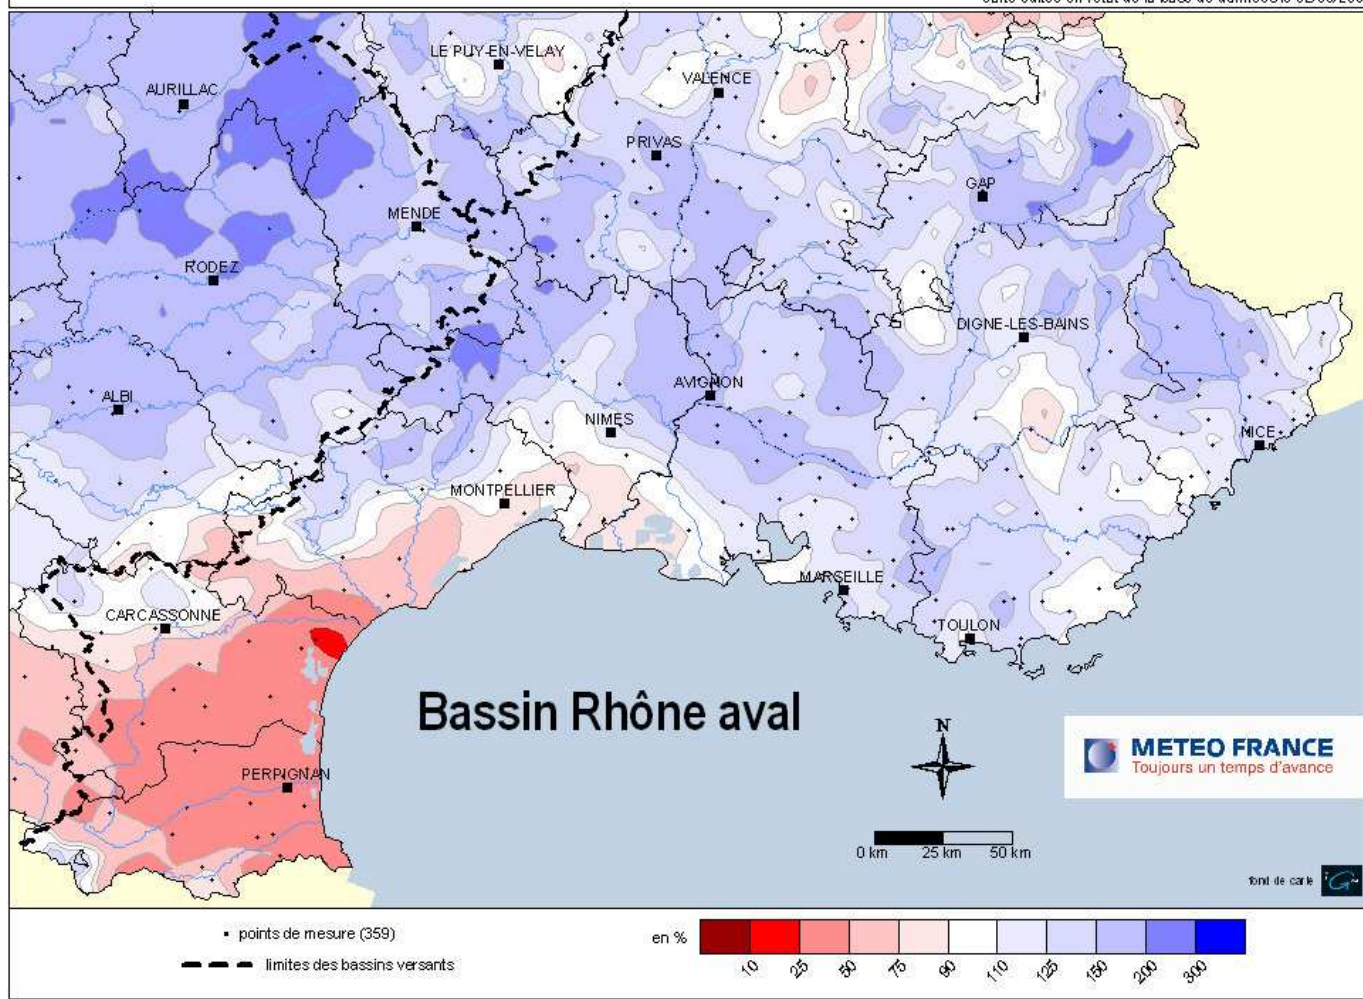 LE PUY-EN-VELAY
VALENCE
AURILLAC
PRIVAS
GAP
MENDE
RODEZ
DIGNE-LES-BAINS
AVIGNON
ALBI
NIMES
NICE
MONTPELLIER
MARSEILLE
CARCASSONNE
TOULON
Bassin Rhône aval
N
METEO FRANCE
Toujours un temps d'avance
PERPIGNAN
0 km 25 km 50 km
fond de carte
• points de mesure (359)
limites des bassins versants
en %
10 25 50 75 90 110 125 150 200 300